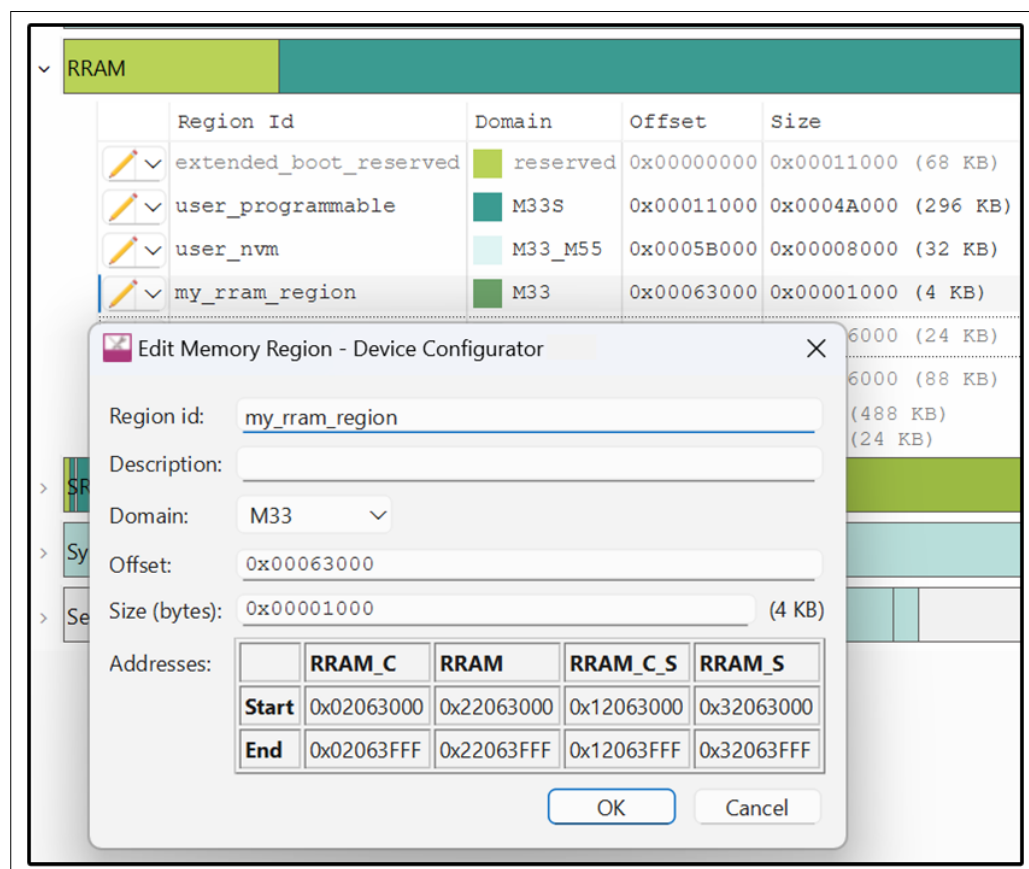 RRAM
Region Id Domain Offset Size
extended_boot_reserved reserved 0x00000000 0x00011000 (68 KB)
user_programmable M33S 0x00011000 0x0004A000 (296 KB)
user_nvm M33_M55 0x0005B000 0x00008000 (32 KB)
my_rram_region M33 0x00063000 0x00001000 (4 KB)
6000 (24 KB)
6000 (88 KB)
(488 KB)
(24 KB)
SR
Sy
Se
Edit Memory Region - Device Configurator
Region id: my_rram_region
Description:
Domain: M33
Offset: 0x00063000
Size (bytes): 0x00001000 (4 KB)
Addresses: RRAM_C RRAM RRAM_C_S RRAM_S
Start 0x02063000 0x22063000 0x12063000 0x32063000
End 0x02063FFF 0x22063FFF 0x12063FFF 0x32063FFF
OK Cancel